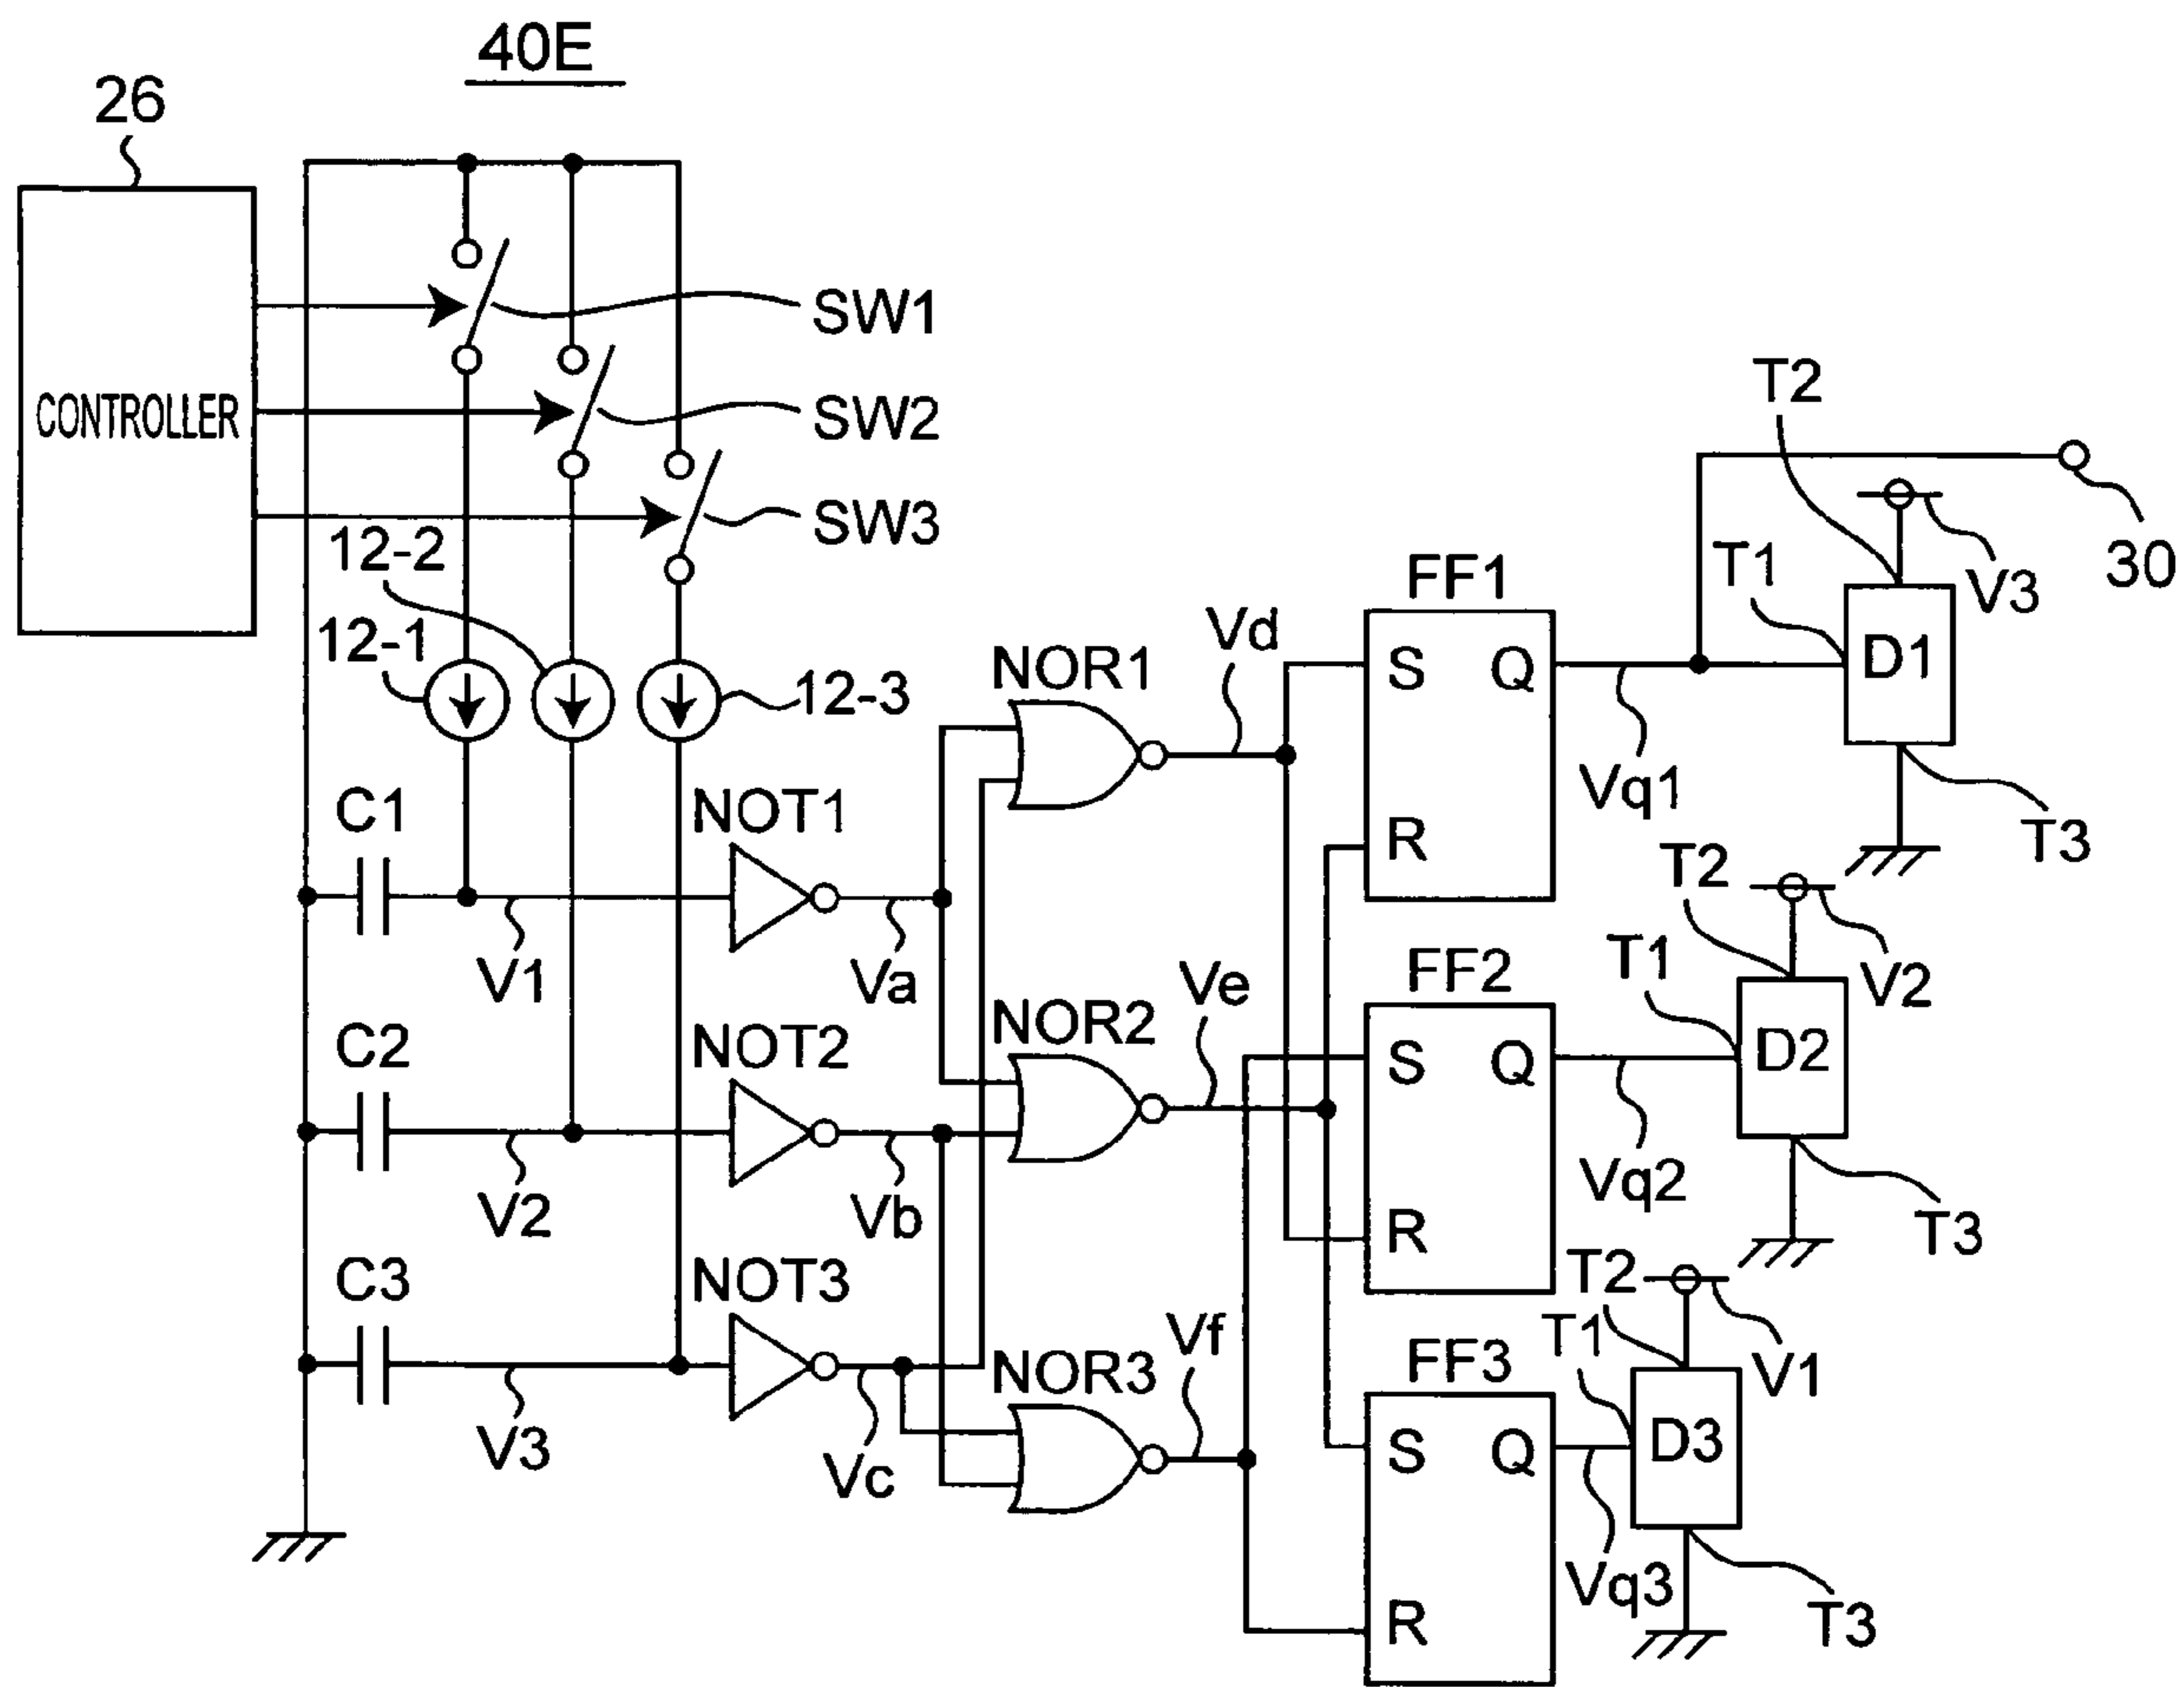 40E
26
CONTROLLER
SW1
SW2
SW3
12-2
12-1
12-3
T2
30
V3
T1
D1
T3
FF1
S Q
R
Vd
NOR1
Vq1
C1
NOT1
V1
Va
T2
V2
T1
D2
T3
FF2
S Q
R
Ve
NOR2
Vq2
C2
NOT2
V2
Vb
C3
NOT3
V3
Vc
NOR3
Vf
T2
V1
T1
D3
T3
FF3
S Q
R
Vq3